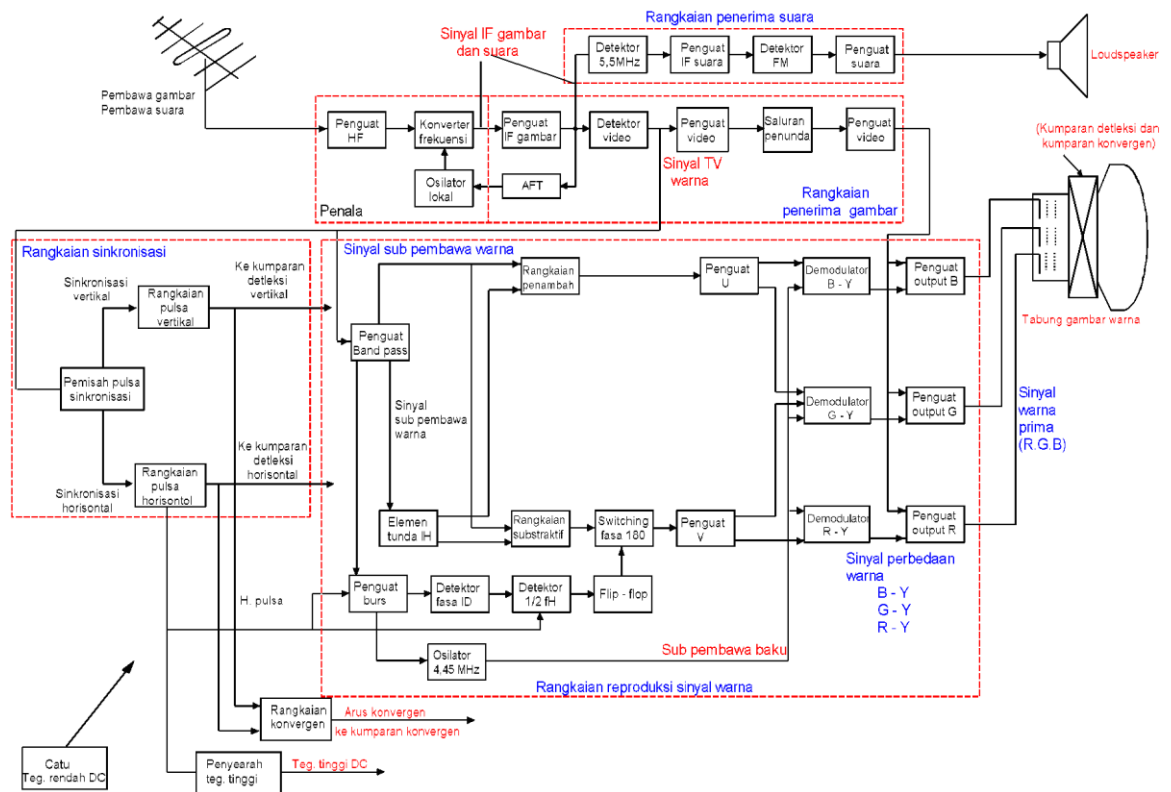 Rangkaian penerima suara
Sinyal IF gambar
dan suara
Detektor
5,5MHz
Penguat
IF suara
Detektor
FM
Penguat
suara
Loudspeaker
Pembawa gambar
Pembawa suara
Penguat
HF
Konverter
frekuensi
Penguat
IF gambar
Detektor
video
Penguat
video
Saluran
penunda
Penguat
video
(Kumparan detleksi dan
kumparan konvergen)
Sinyal TV
warna
Osilator
lokal
AFT
Penala
Rangkaian
penerima gambar
Rangkaian sinkronisasi
Sinyal sub pembawa warna
Sinkronisasi
vertikal
Rangkaian
pulsa
vertikal
Ke kumparan
detleksi
vertikal
Rangkaian
penambah
Penguat
U
Demodulator
B - Y
Penguat
output B
Tabung gambar warna
Penguat
Band pass
Pemisah pulsa
sinkronisasi
Sinyal
sub pembawa
warna
Demodulator
G - Y
Penguat
output G
Sinyal
warna
prima
(R.G.B)
Ke kumparan
detleksi
horisontal
Rangkaian
pulsa
horisontol
Sinkronisasi
horisontal
Elemen
tunda IH
Rangkaian
substraktif
Switching
fasa 180
Penguat
V
Demodulator
R - Y
Penguat
output R
Sinyal perbedaan
warna
B - Y
G - Y
R - Y
H. pulsa
Penguat
burs
Detektor
fasa ID
Detektor
1/2 fH
Flip - flop
Osilator
4,45 MHz
Sub pembawa baku
Rangkaian reproduksi sinyal warna
Rangkaian
konvergen
Arus konvergen
ke kumparan konvergen
Catu
Teg. rendah DC
Penyearah
teg. tinggi
Teg. tinggi DC